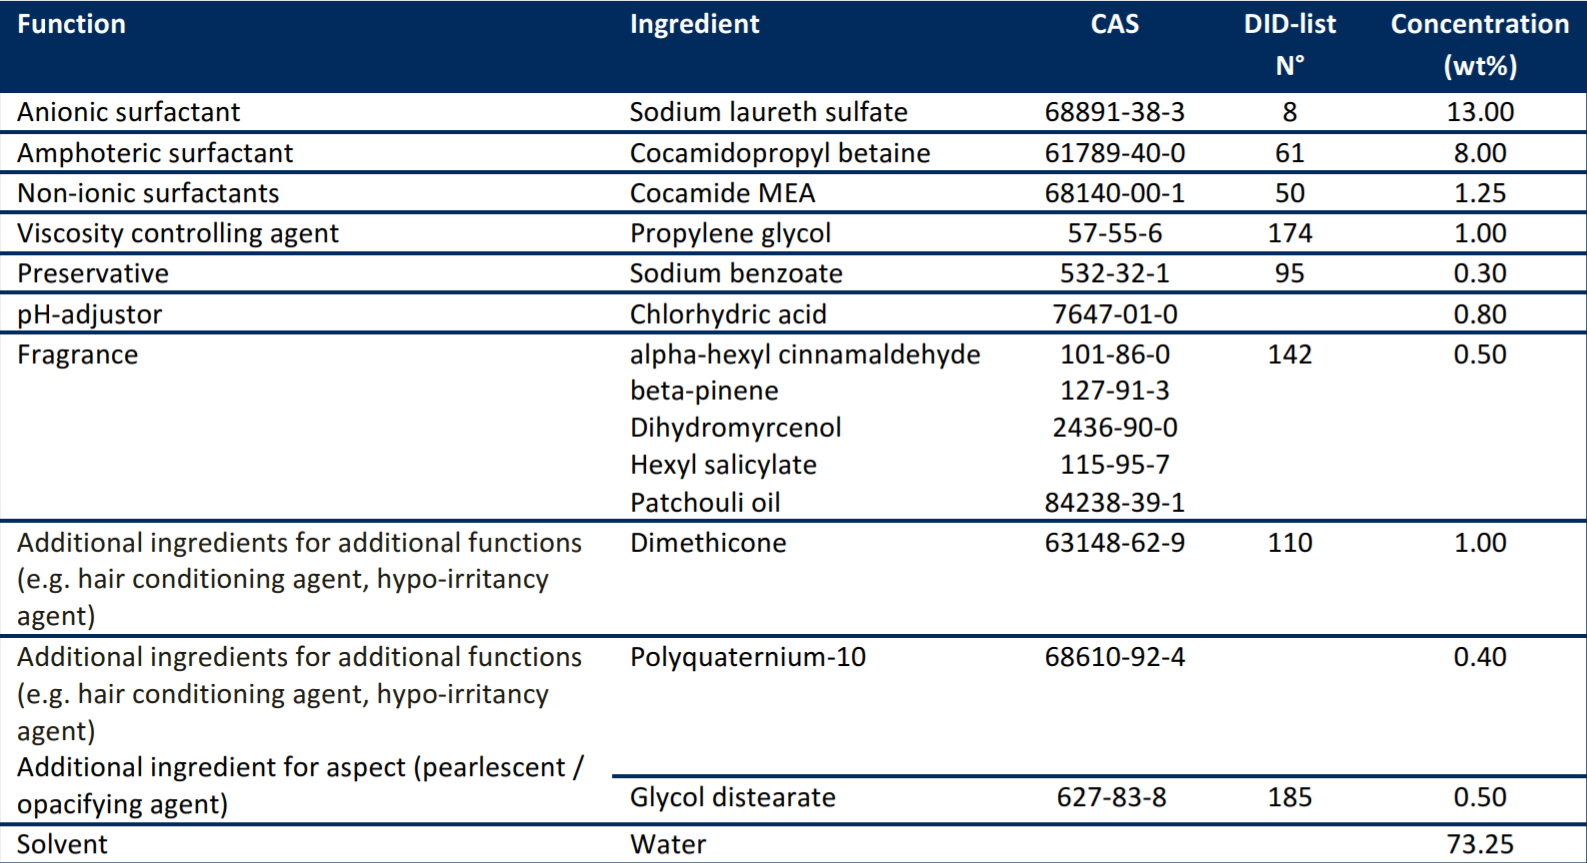 Function Ingredient CAS DID-list Concentration
N° (wt%)
Anionic surfactant Sodium laureth sulfate 68891-38-3 8 13.00
Amphoteric surfactant Cocamidopropyl betaine 61789-40-0 61 8.00
Non-ionic surfactants Cocamide MEA 68140-00-1 50 1.25
Viscosity controlling agent Propylene glycol 57-55-6 174 1.00
Preservative Sodium benzoate 532-32-1 95 0.30
pH-adjustor Chlorhydric acid 7647-01-0 0.80
Fragrance alpha-hexyl cinnamaldehyde 101-86-0 142 0.50
beta-pinene 127-91-3
Dihydromyrcenol 2436-90-0
Hexyl salicylate 115-95-7
Patchouli oil 84238-39-1
Additional ingredients for additional functions Dimethicone 63148-62-9 110 1.00
(e.g. hair conditioning agent, hypo-irritancy
agent)
Additional ingredients for additional functions Polyquaternium-10 68610-92-4 0.40
(e.g. hair conditioning agent, hypo-irritancy
agent)
Additional ingredient for aspect (pearlescent /
opacifying agent) Glycol distearate 627-83-8 185 0.50
Solvent Water 73.25